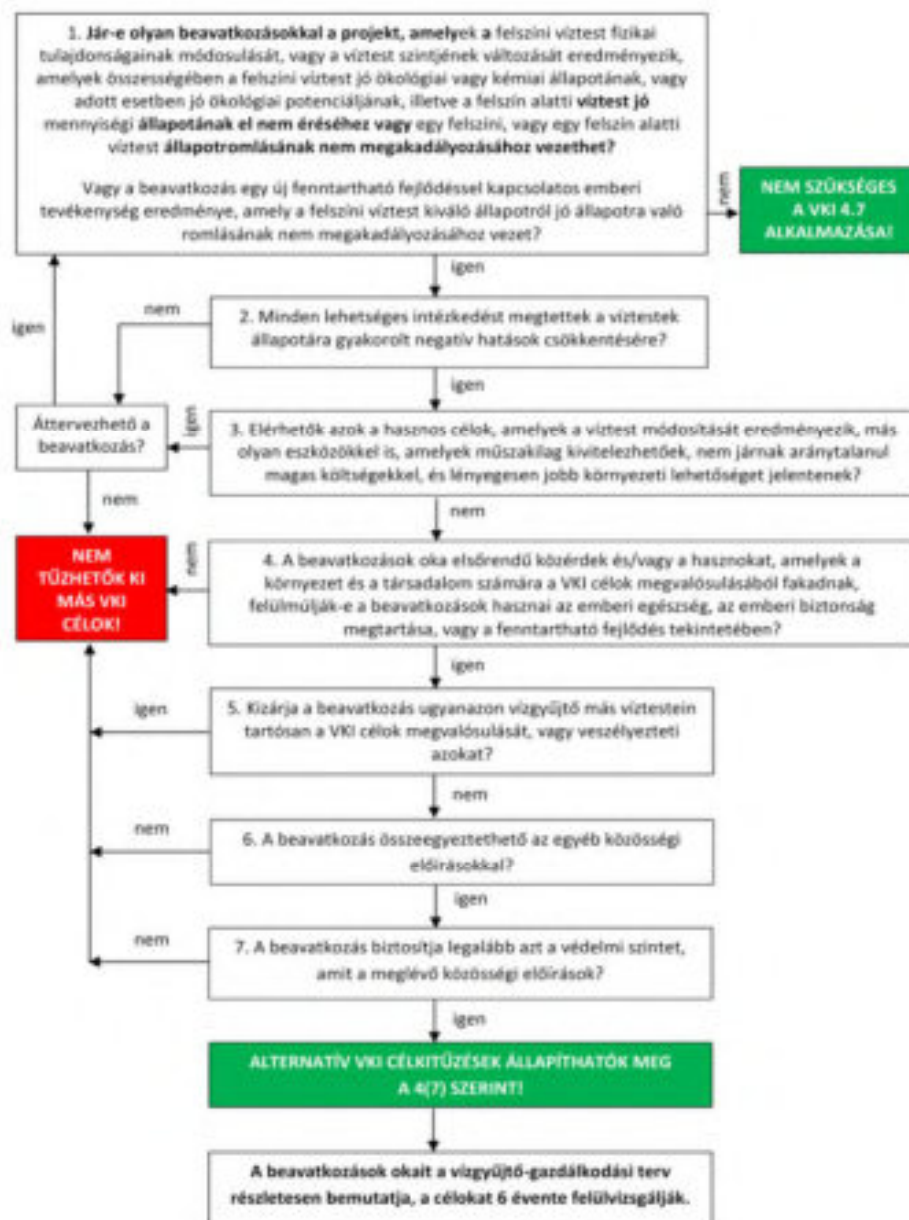 1. Jár-e olyan beavatkozásokkal a projekt, amelyek a felszíni víztest fizikai
tulajdonságainak módosulását, vagy a víztest szintjének változását eredményezik,
amelyek összességében a felszíni víztest jó ökológiai vagy kémiai állapotának, vagy
adott esetben jó ökológiai potenciáljának, illetve a felszín alatti víztest jó
mennyiségi állapotának el nem éréséhez vagy egy felszíni, vagy egy felszín alatti
víztest állapotromlásának nem megakadályozásához vezethet?
Vagy a beavatkozás egy új fenntartható fejlődéssel kapcsolatos emberi
tevékenység eredménye, amely a felszíni víztest kiváló állapotról jó állapotra való
romlásának nem megakadályozásához vezet?
nem
NEM SZÜKSÉGES
A VKI 4.7
ALKALMAZÁSA!
igen
igen
nem
2. Minden lehetséges intézkedést megtettek a víztestek
állapotára gyakorolt negatív hatások csökkentésére?
igen
Áttervezhető a
beavatkozás?
igen
3. Elérhetők azok a hasznos célok, amelyek a víztest módosítását eredményezik, más
olyan eszközökkel is, amelyek műszakilag kivitelezhetőek, nem járnak aránytalanul
magas költségekkel, és lényegesen jobb környezeti lehetőséget jelentenek?
nem
nem
NEM
TŰZHETŐK KI
MÁS VKI
CÉLOK!
nem
4. A beavatkozások oka elsőrendű közérdek és/vagy a hasznokat, amelyek a
környezet és a társadalom számára a VKI célok megvalósulásából fakadnak,
felülmúlják-e a beavatkozások hasznai az emberi egészség, az emberi biztonság
megtartása, vagy a fenntartható fejlődés tekintetében?
igen
igen
5. Kizárja a beavatkozás ugyanazon vízgyűjtő más víztestein
tartósan a VKI célok megvalósulását, vagy veszélyezteti
azokat?
nem
nem
6. A beavatkozás összeegyeztethető az egyéb közösségi
előírásokkal?
igen
nem
7. A beavatkozás biztosítja legalább azt a védelmi szintet,
amit a meglévő közösségi előírások?
igen
ALTERNATÍV VKI CÉLKITŰZÉSEK ÁLLAPÍTHATÓK MEG
A 4(7) SZERINT!
A beavatkozások okait a vízgyűjtő-gazdálkodási terv
részletesen bemutatja, a célokat 6 évente felülvizsgálják.